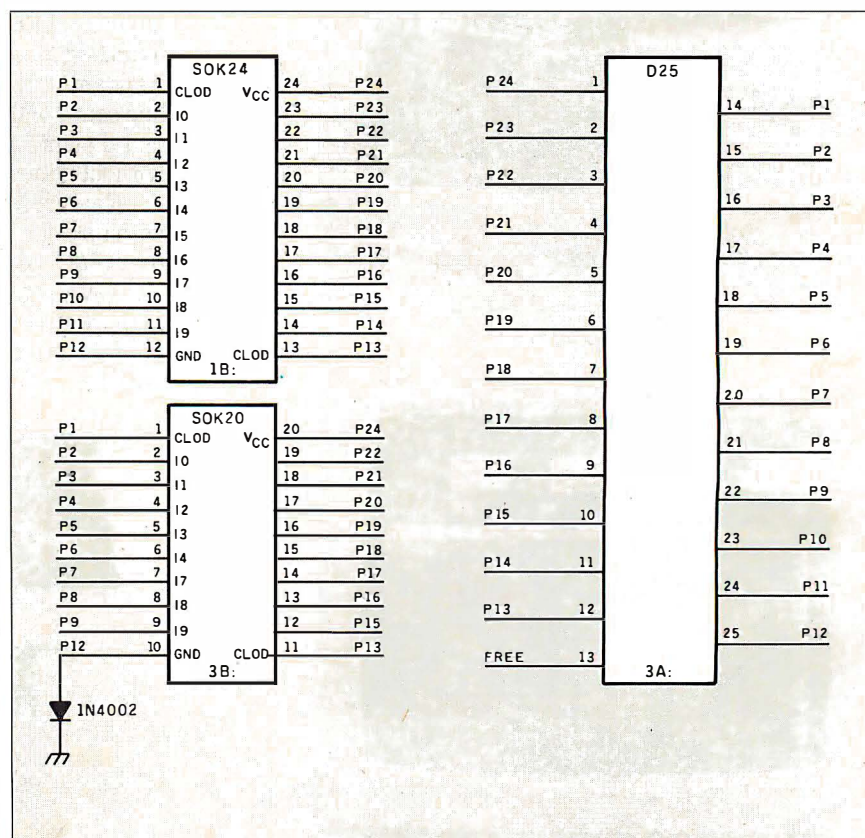 SOK24
P1 1 CLOD VCC 24 P24
P2 2 I0 23 P23
P3 3 I1 22 P22
P4 4 I2 21 P21
P5 5 I3 20 P20
P6 6 I4 19 P19
P7 7 I5 18 P18
P8 8 I6 17 P17
P9 9 I7 16 P16
P10 10 I8 15 P15
P11 11 I9 14 P14
P12 12 GND CLOD 13 P13
1B:
SOK20
P1 1 CLOD VCC 20 P24
P2 2 I0 19 P22
P3 3 I1 18 P21
P4 4 I2 17 P20
P5 5 I3 16 P19
P6 6 I4 15 P18
P7 7 I7 14 P17
P8 8 I8 13 P16
P9 9 I9 12 P15
P12 10 GND CLOD 11 P13
3B:
1N4002
D25
P24 1
14 P1
P23 2
15 P2
P22 3
16 P3
P21 4
17 P4
P20 5
18 P5
P19 6
19 P6
P18 7
20 P7
P17 8
21 P8
P16 9
22 P9
P15 10
23 P10
P14 11
24 P11
P13 12
25 P12
FREE 13
3A: